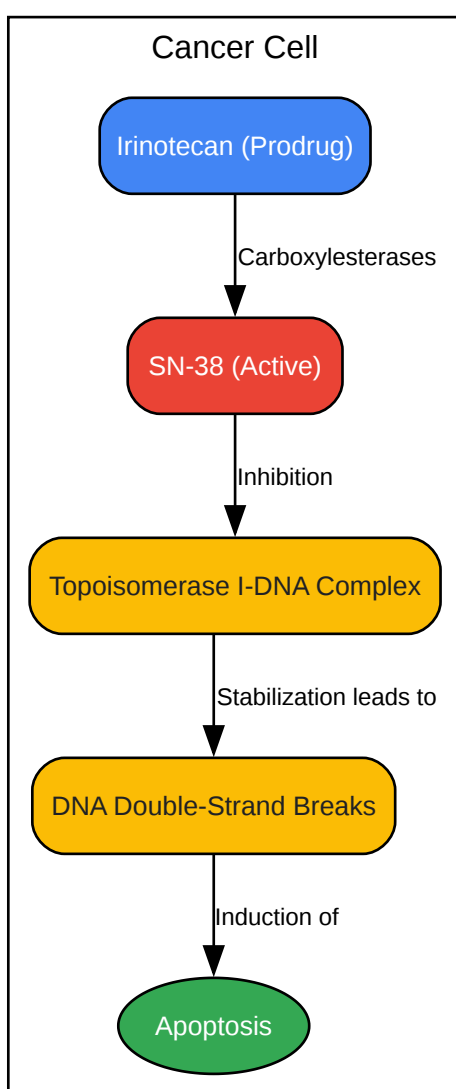 Cancer Cell
Irinotecan (Prodrug)
Carboxylesterases
SN-38 (Active)
Inhibition
Topoisomerase I-DNA Complex
Stabilization leads to
DNA Double-Strand Breaks
Induction of
Apoptosis